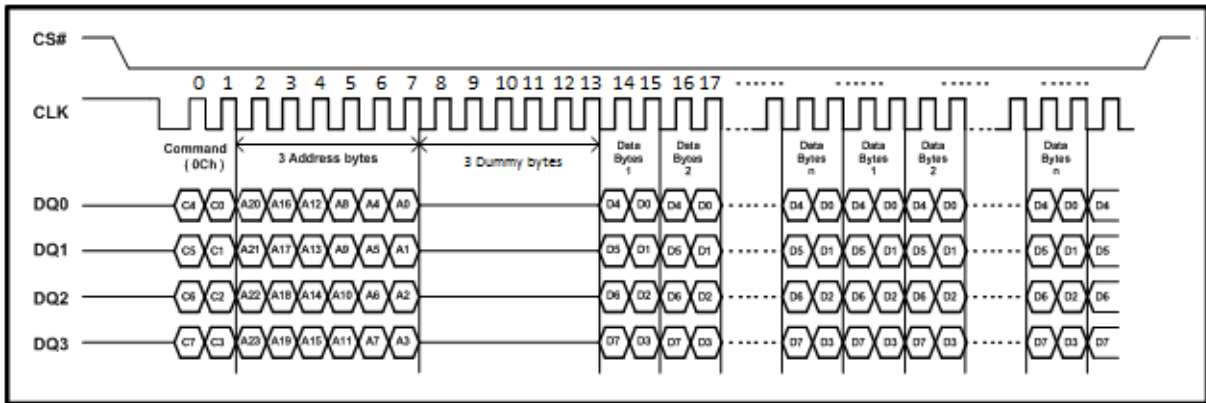 CS#
0 1 2 3 4 5 6 7 8 9 10 11 12 13 14 15 16 17
CLK
Command
( 0Ch )
3 Address bytes
3 Dummy bytes
Data
Bytes
1
Data
Bytes
2
Data
Bytes
n
Data
Bytes
1
Data
Bytes
2
Data
Bytes
n
DQ0 C4 C0 A20 A16 A12 A8 A4 A0 D4 D0 D4 D0 D4 D0 D4 D0 D4 D0 D4 D0 D4
DQ1 C5 C1 A21 A17 A13 A9 A5 A1 D5 D1 D5 D1 D5 D1 D5 D1 D5 D1 D5 D1 D5
DQ2 C6 C2 A22 A18 A14 A10 A6 A2 D6 D2 D6 D2 D6 D2 D6 D2 D6 D2 D6 D2 D6
DQ3 C7 C3 A23 A19 A15 A11 A7 A3 D7 D3 D7 D3 D7 D3 D7 D3 D7 D3 D7 D3 D7